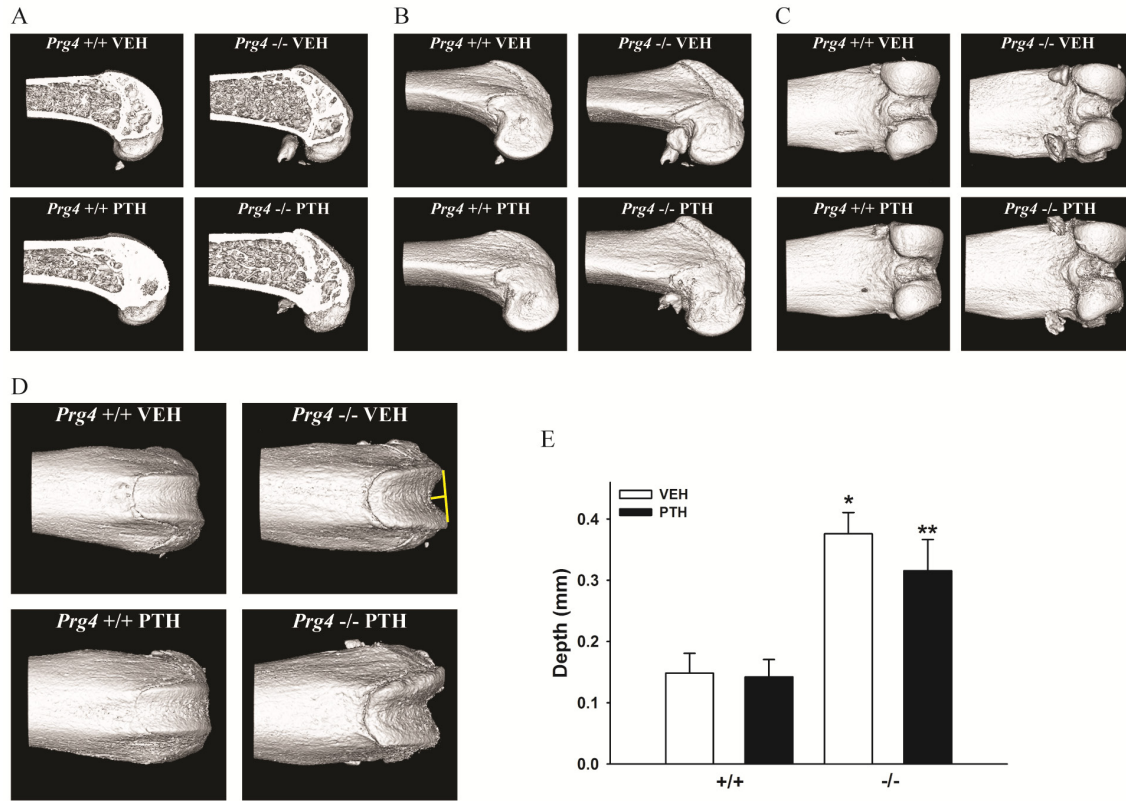 A
B
C
Prg4 +/+ VEH
Prg4 -/- VEH
Prg4 +/+ VEH
Prg4 -/- VEH
Prg4 +/+ VEH
Prg4 -/- VEH
Prg4 +/+ PTH
Prg4 -/- PTH
Prg4 +/+ PTH
Prg4 -/- PTH
Prg4 +/+ PTH
Prg4 -/- PTH
D
Prg4 +/+ VEH
Prg4 -/- VEH
Prg4 +/+ PTH
Prg4 -/- PTH
E
VEH
PTH
*
**
Depth (mm)
0.4
0.3
0.2
0.1
0.0
+/+
-/-